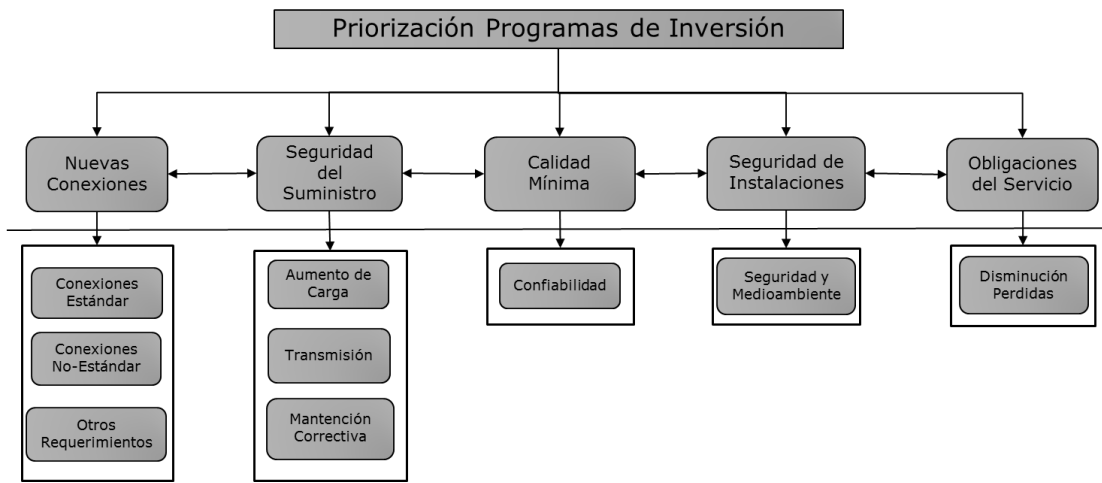 Priorización Programas de Inversión
Nuevas
Conexiones
Seguridad
del
Suministro
Calidad
Mínima
Seguridad de
Instalaciones
Obligaciones
del Servicio
Conexiones
Estándar
Conexiones
No-Estándar
Otros
Requerimientos
Aumento de
Carga
Transmisión
Mantención
Correctiva
Confiabilidad
Seguridad y
Medioambiente
Disminución
Perdidas